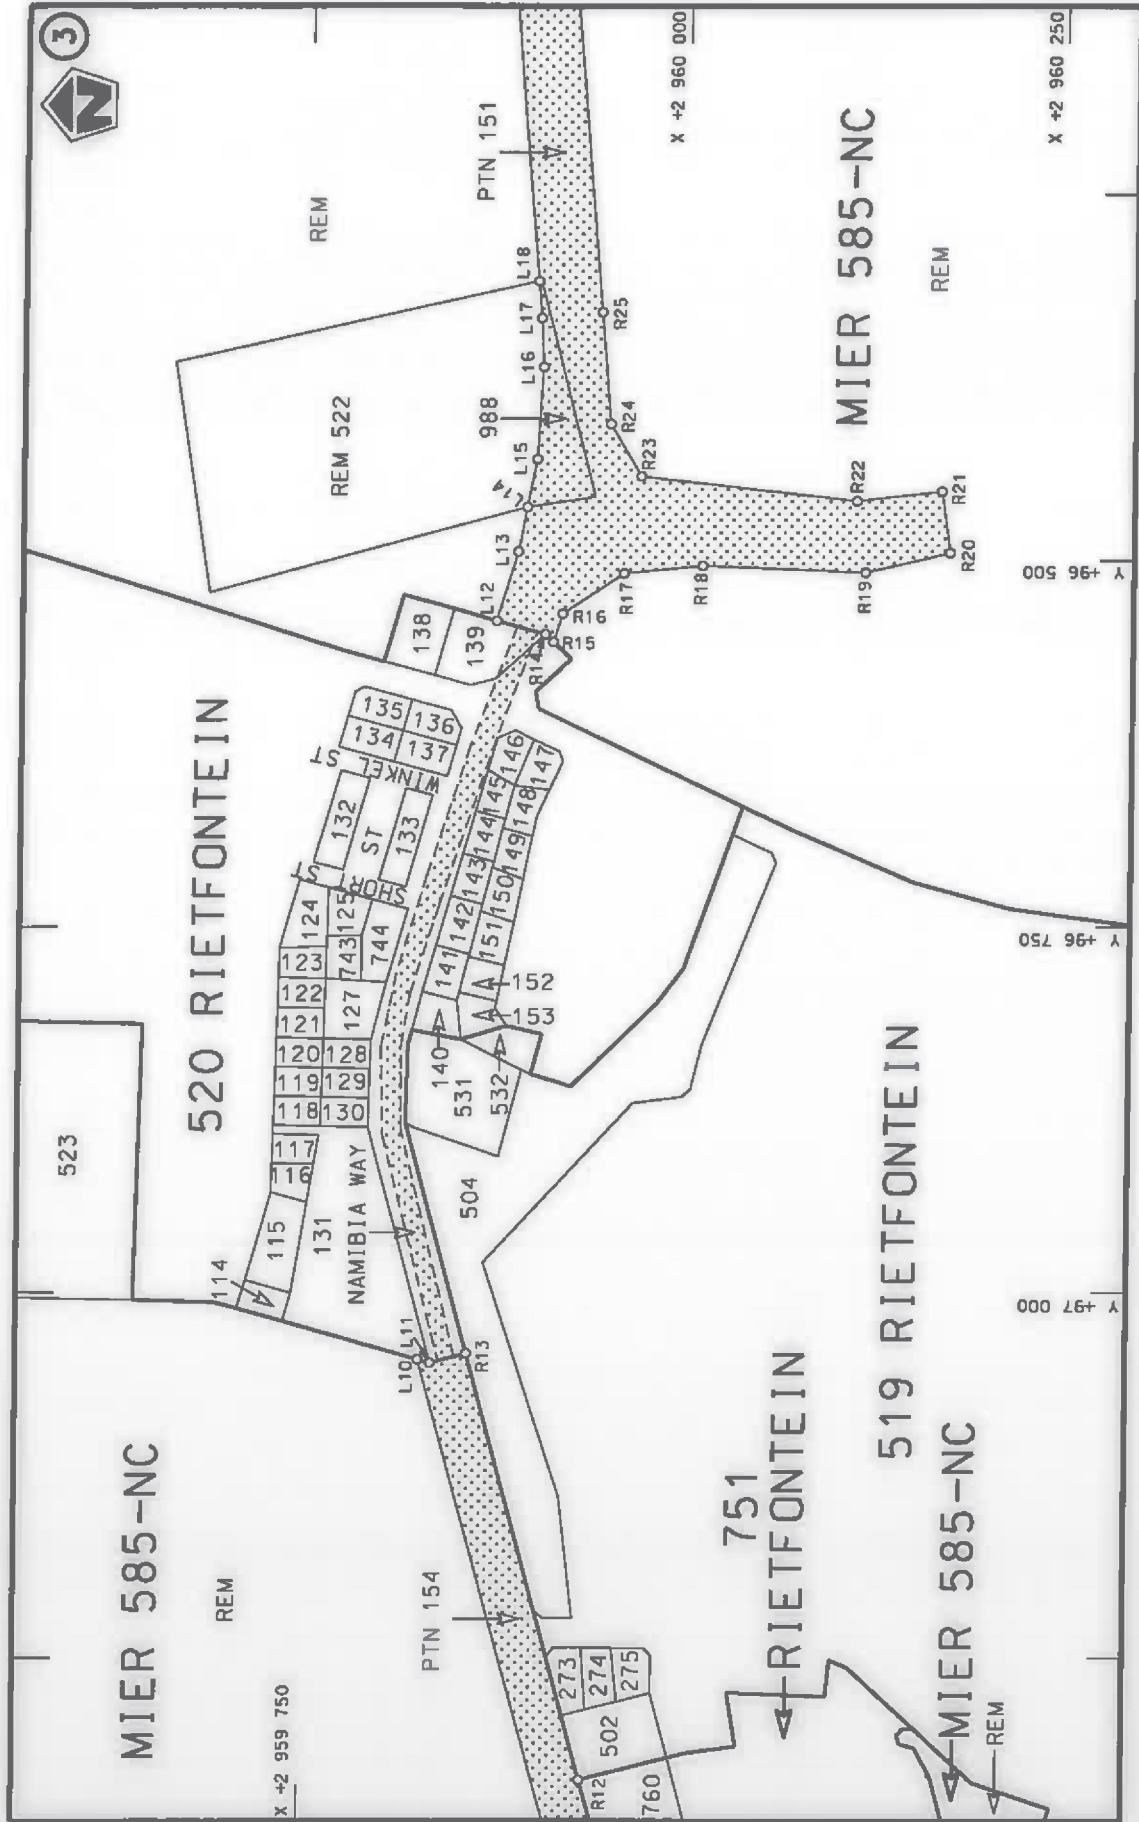 3
N
X +2 960 000
X +2 960 250
PTN 151
REM
MIER 585-NC
REM
L18
L17
L16
R25
988
R24
REM 522
L15
R23
L14
R22
R21
L13
L12
R20
R19
R18
R17
R16
R15
R14
Y +96 500
138
139
520 RIETFONTEIN
135
136
134
137
WINKEL ST
146
147
145
148
144
149
143
150
142
151
141
152
153
140
132
ST
133
SHORT ST
124
125
123
743
744
122
127
121
120
128
119
129
118
130
117
116
115
131
114
NAMIBIA WAY
531
532
504
523
Y +96 750
519 RIETFONTEIN
Y +97 000
L10
L11
R13
MIER 585-NC
REM
PTN 154
751
RIETFONTEIN
MIER 585-NC
REM
273
274
275
502
R12
760
X +2 959 750